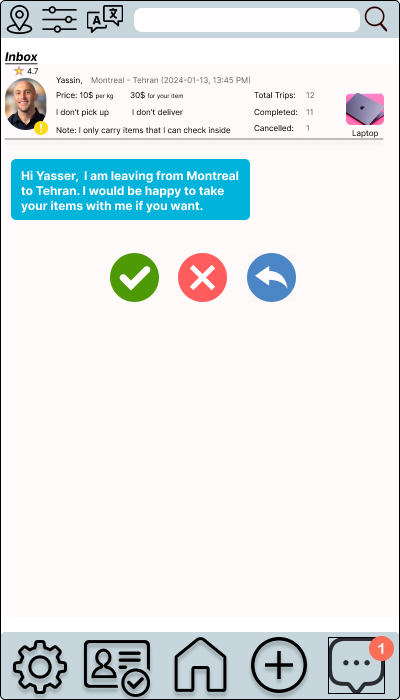 A 文
Inbox
4.7
Yassin, Montreal - Tehran (2024-01-13, 13:45 PM)
Price: 10$ per kg 30$ for your item Total Trips: 12
I don't pick up I don't deliver Completed: 11
! Note: I only carry items that I can check inside Cancelled: 1
Laptop
Hi Yasser, I am leaving from Montreal
to Tehran. I would be happy to take
your items with me if you want.
1